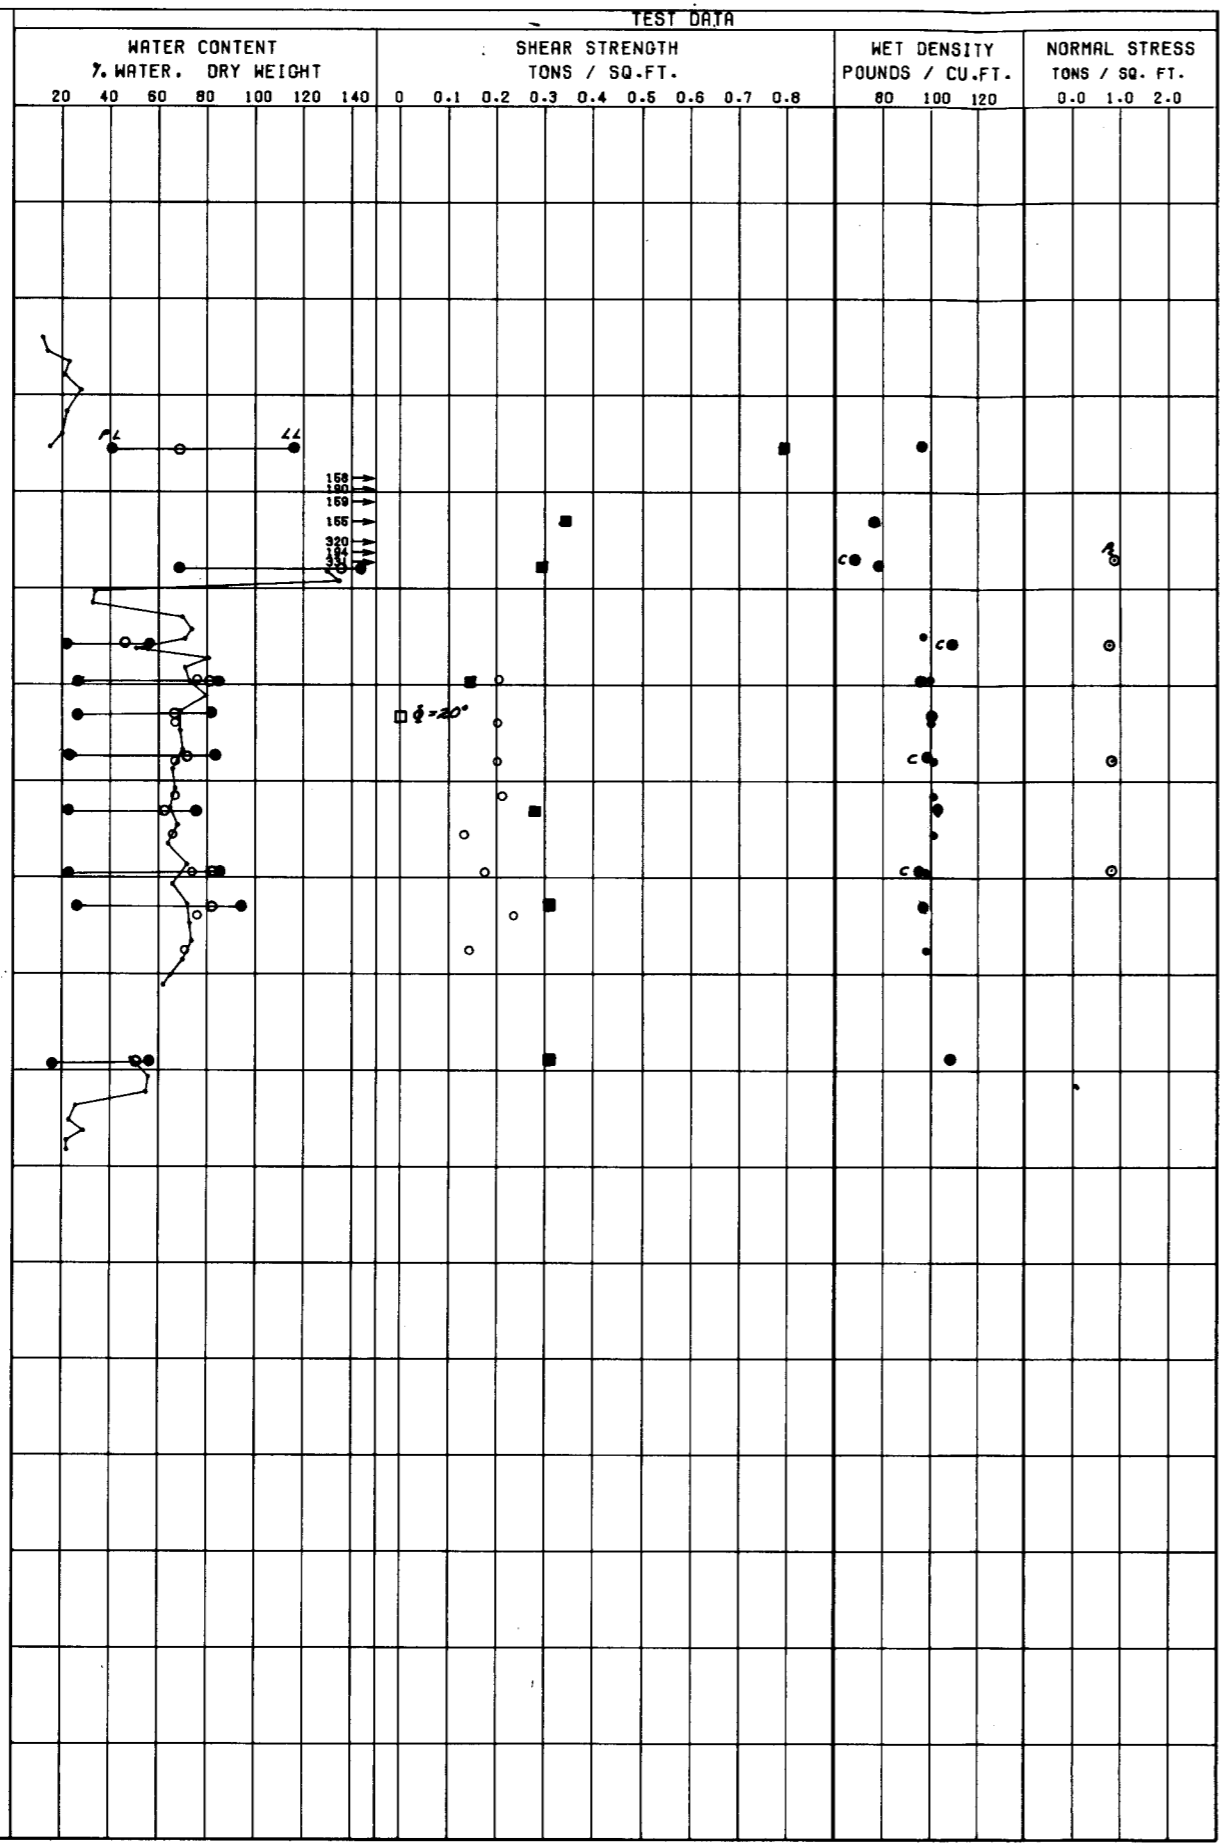 TEST DATA
WATER CONTENT
%. WATER. DRY WEIGHT
SHEAR STRENGTH
TONS / SQ.FT.
WET DENSITY
POUNDS / CU.FT.
NORMAL STRESS
TONS / SQ. FT.
20 40 60 80 100 120 140
0 0.1 0.2 0.3 0.4 0.5 0.6 0.7 0.8
80 100 120
0.0 1.0 2.0
PL LL
158
180
159
155
320
194
331
C
C
ϕ=20°
C
C